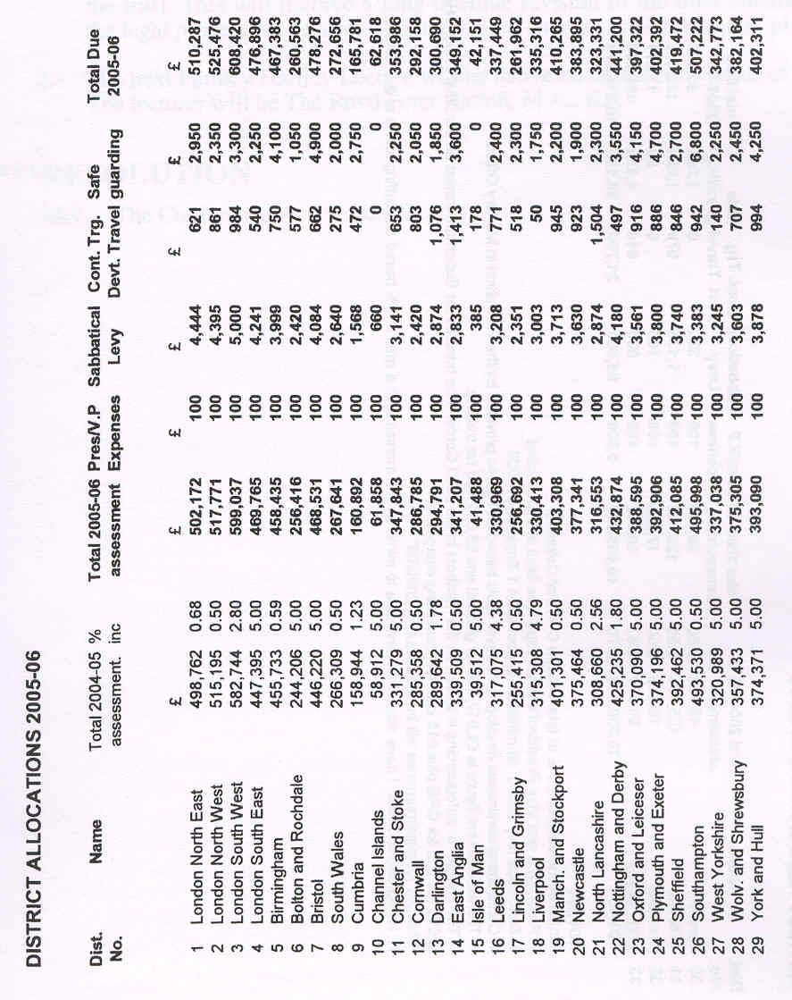 DISTRICT ALLOCATIONS 2005-06
Dist. Name Total 2004-05 % Total 2005-06 Pres/V.P Sabbatical Cont. Trg. Safe Total Due
No. assessment. inc assessment Expenses Levy Devt. Travel guarding 2005-06
£ £ £ £ £ £ £
1 London North East 498,762 0.68 502,172 100 4,444 621 2,950 510,287
2 London North West 515,195 0.50 517,771 100 4,395 861 2,350 525,476
3 London South West 582,744 2.80 599,037 100 5,000 984 3,300 608,420
4 London South East 447,395 5.00 469,765 100 4,241 540 2,250 476,896
5 Birmingham 455,733 0.59 458,435 100 3,999 750 4,100 467,385
6 Bolton and Rochdale 244,206 5.00 256,416 100 2,420 577 1,050 260,563
7 Bristol 446,220 5.00 468,531 100 4,084 662 4,900 478,276
8 South Wales 266,309 0.50 267,641 100 2,640 275 2,000 272,656
9 Cumbria 158,944 1.23 160,892 100 1,568 472 2,750 165,781
10 Channel Islands 58,912 5.00 61,858 100 660 0 0 62,618
11 Chester and Stoke 331,279 5.00 347,843 100 3,141 653 2,250 353,986
12 Cornwall 285,358 0.50 286,785 100 2,420 803 2,050 292,158
13 Darlington 289,642 1.78 294,791 100 2,874 1,076 1,850 300,690
14 East Anglia 339,509 0.50 341,207 100 2,833 1,413 3,600 349,152
15 Isle of Man 39,512 5.00 41,488 100 385 178 0 42,151
16 Leeds 317,075 4.38 330,969 100 3,208 771 2,400 337,449
17 Lincoln and Grimsby 255,415 0.50 256,692 100 2,351 518 2,300 261,962
18 Liverpool 315,308 4.79 330,413 100 3,003 50 1,750 335,316
19 Manch. and Stockport 401,301 0.50 403,308 100 3,713 945 2,200 410,265
20 Newcastle 375,464 0.50 377,341 100 3,630 923 1,900 383,895
21 North Lancashire 308,660 2.56 316,553 100 2,874 1,504 2,300 323,331
22 Nottingham and Derby 425,235 1.80 432,874 100 4,180 497 3,550 441,200
23 Oxford and Leiceser 370,090 5.00 388,595 100 3,561 916 4,150 397,322
24 Plymouth and Exeter 374,196 5.00 392,906 100 3,800 886 4,700 402,392
25 Sheffield 392,462 5.00 412,085 100 3,740 846 2,700 419,472
26 Southampton 493,530 0.50 495,998 100 3,383 942 6,800 507,222
27 West Yorkshire 320,989 5.00 337,038 100 3,245 140 2,250 342,773
28 Wolv. and Shrewsbury 357,433 5.00 375,305 100 3,603 707 2,450 382,164
29 York and Hull 374,371 5.00 393,090 100 3,878 994 4,250 402,311